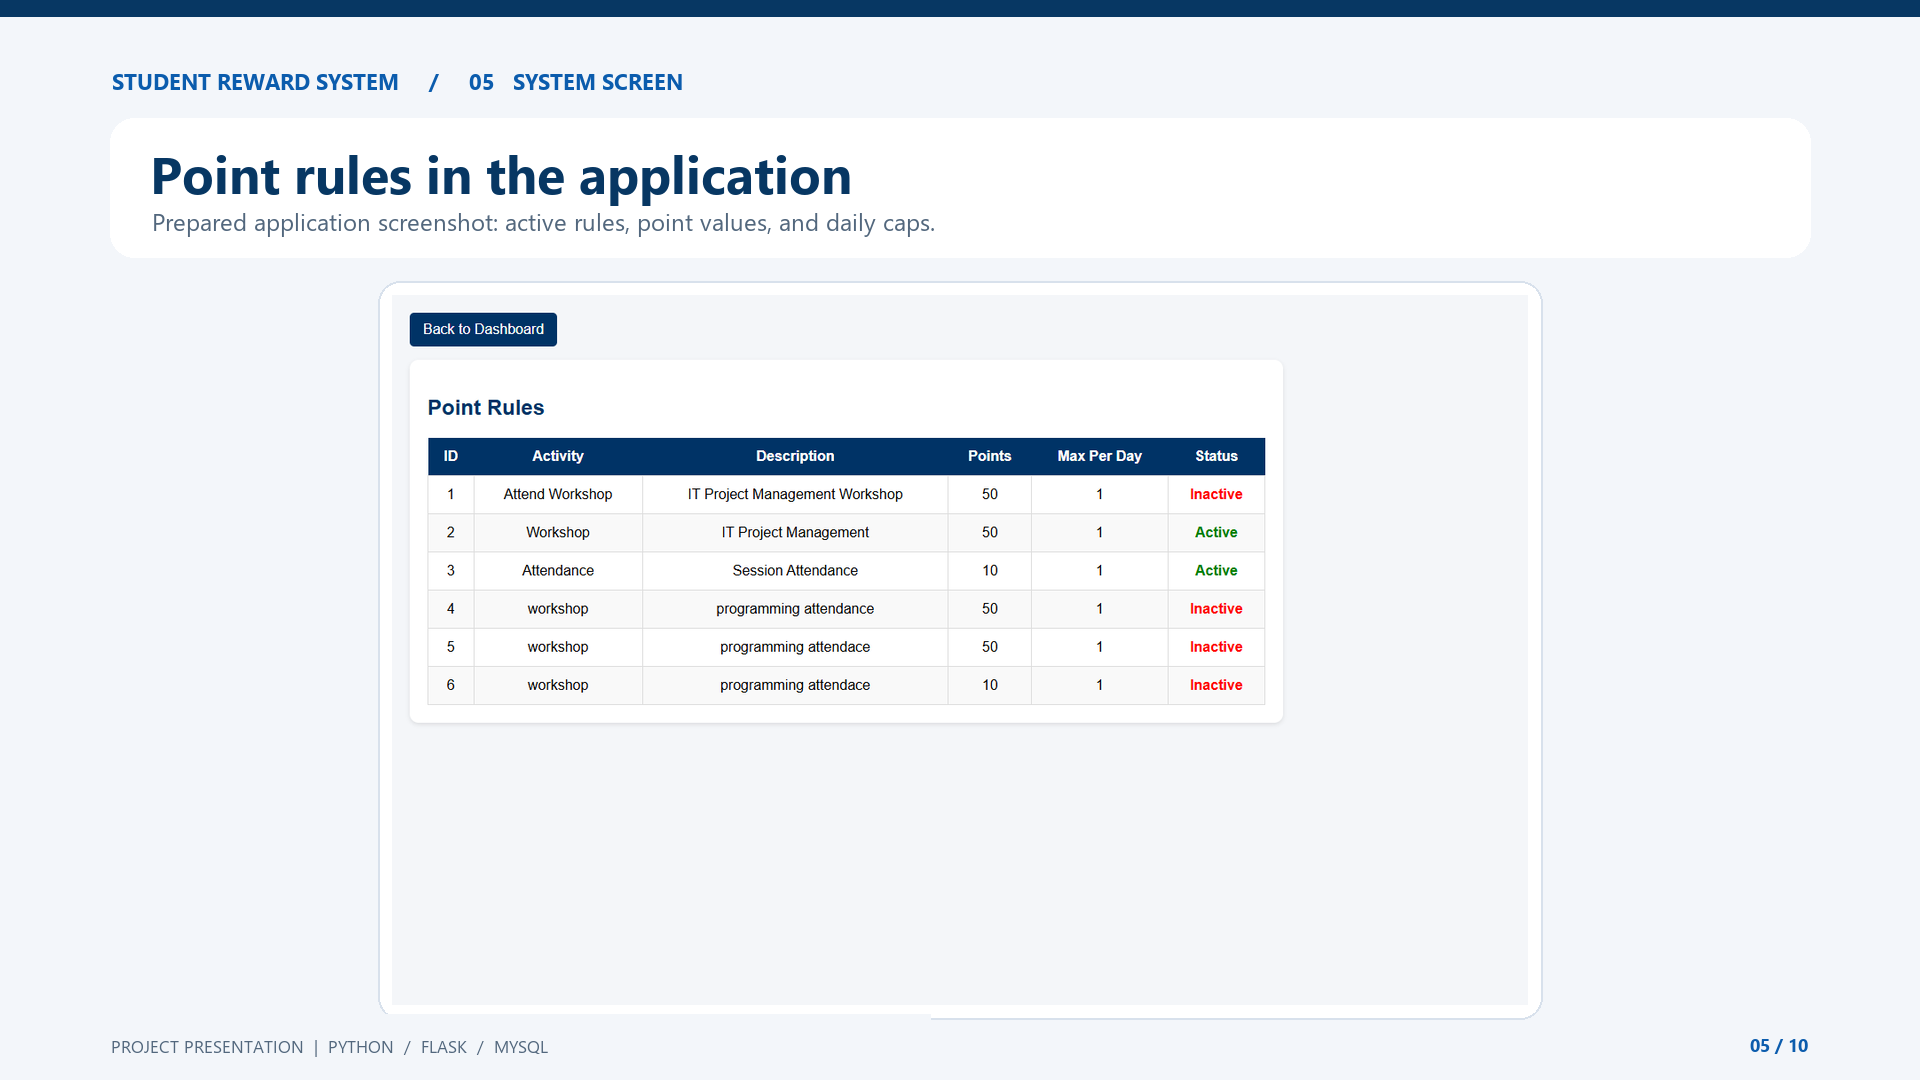 STUDENT REWARD SYSTEM / 05 SYSTEM SCREEN
Point rules in the application
Prepared application screenshot: active rules, point values, and daily caps.
Back to Dashboard
Point Rules
ID Activity Description Points Max Per Day Status
1 Attend Workshop IT Project Management Workshop 50 1 Inactive
2 Workshop IT Project Management 50 1 Active
3 Attendance Session Attendance 10 1 Active
4 workshop programming attendance 50 1 Inactive
5 workshop programming attendace 50 1 Inactive
6 workshop programming attendace 10 1 Inactive
PROJECT PRESENTATION | PYTHON / FLASK / MYSQL
05 / 10